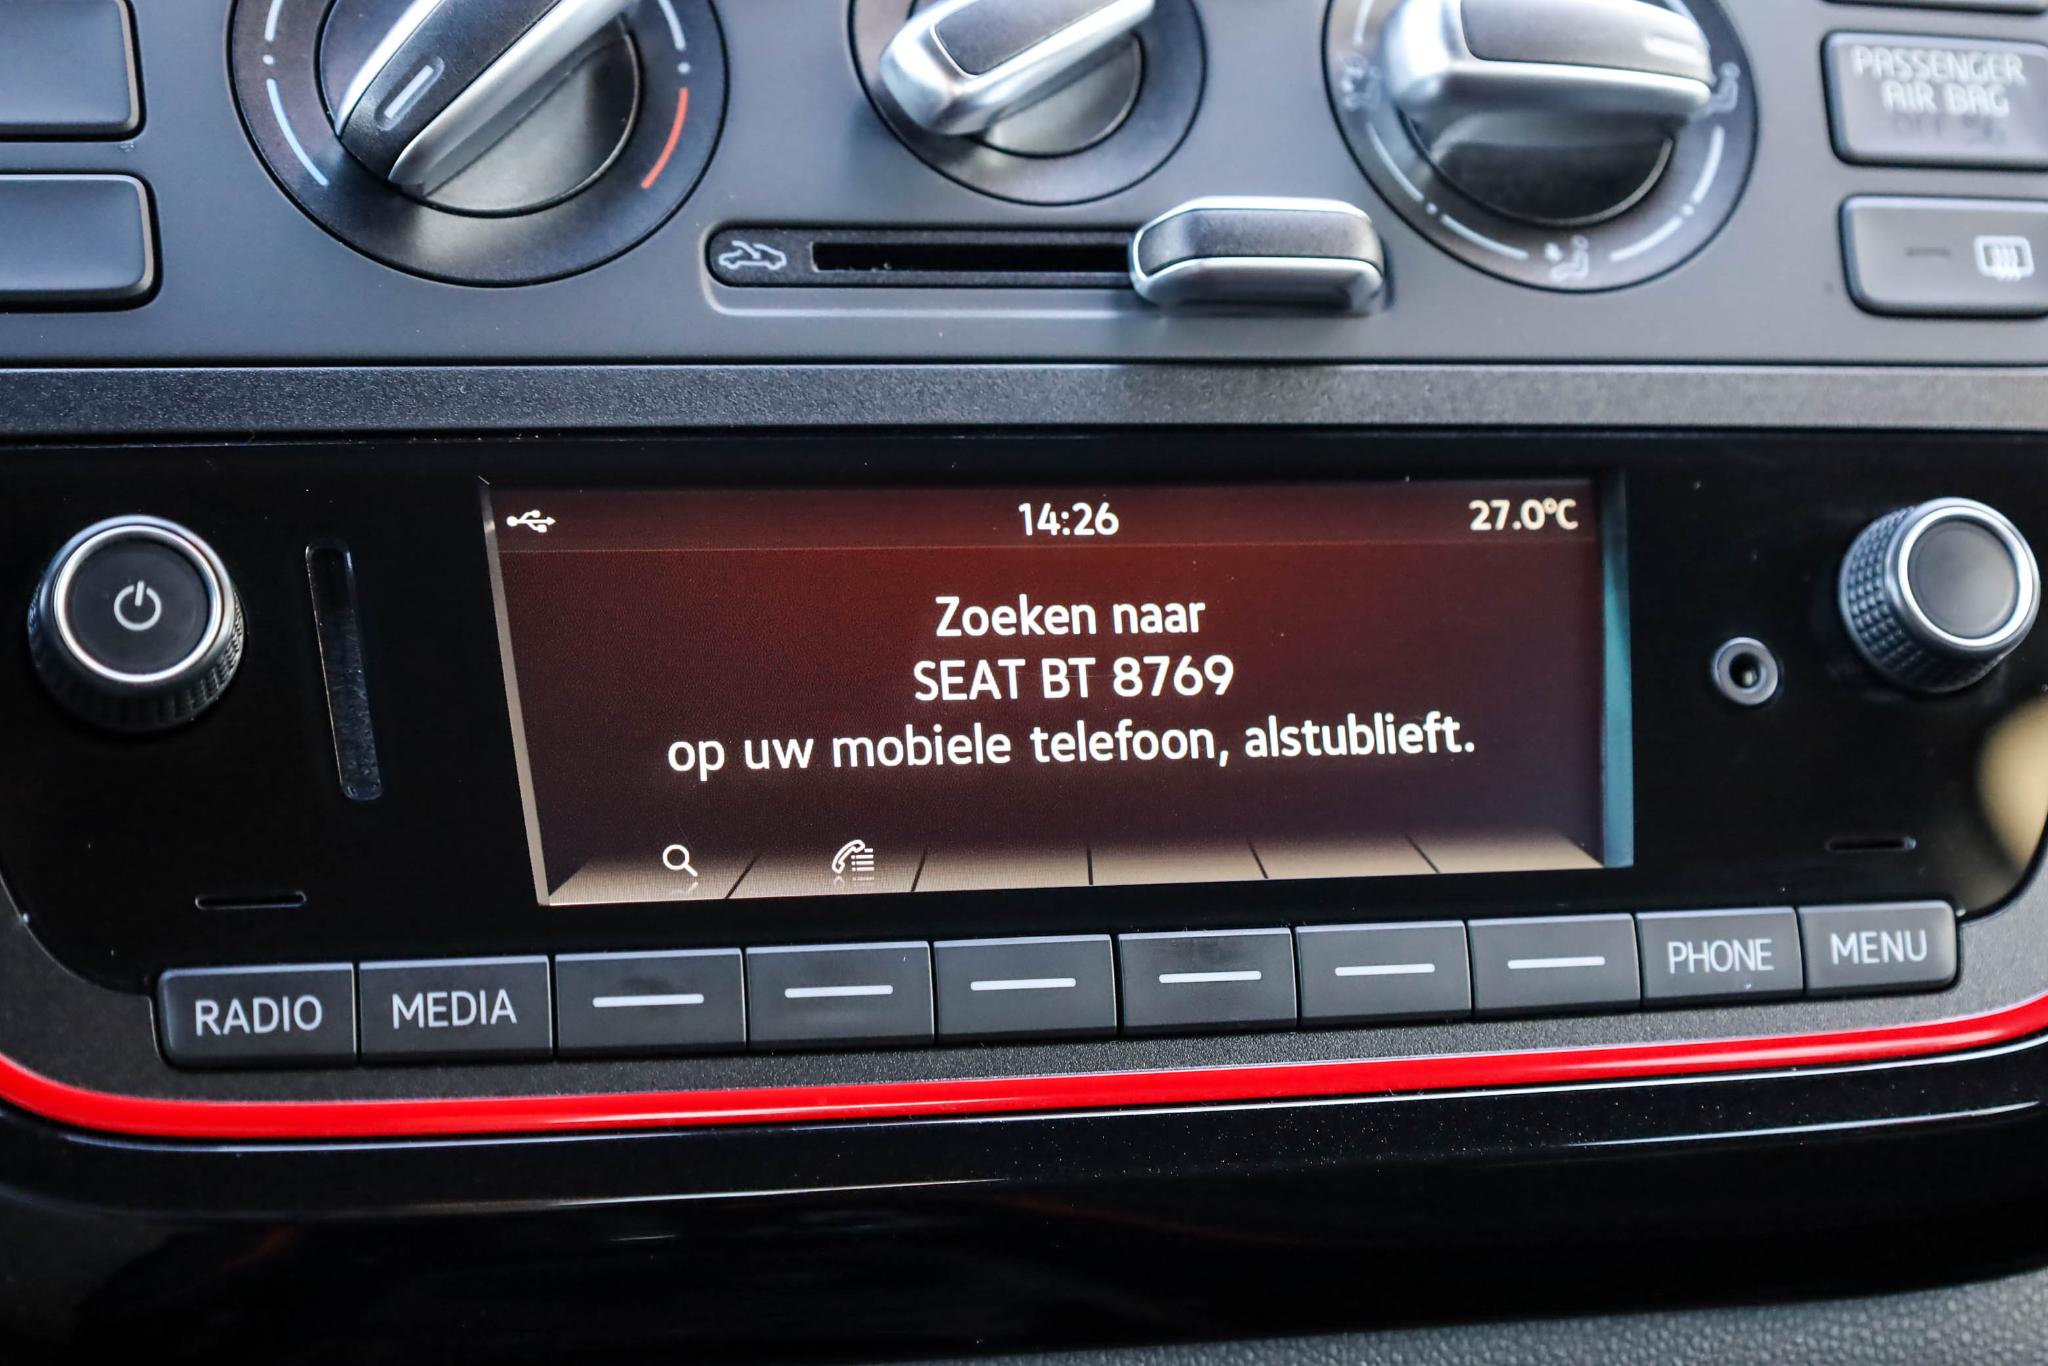 PASSENGER
AIR BAG
14:26
27.0°C
Zoeken naar
SEAT BT 8769
op uw mobiele telefoon, alstublieft.
RADIO
MEDIA
PHONE
MENU